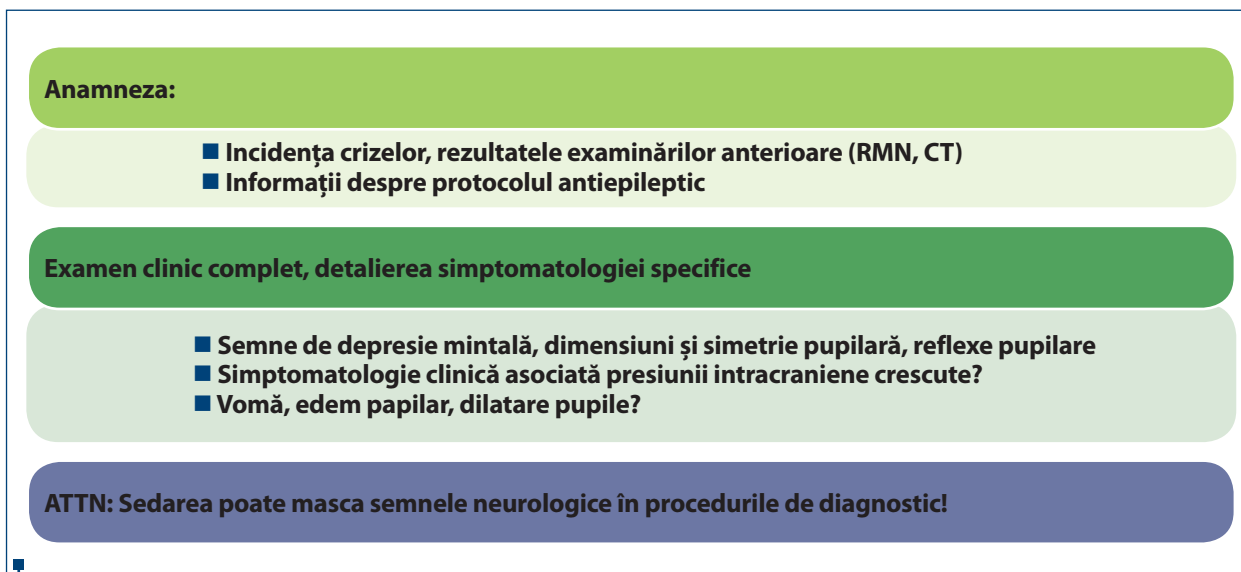 Anamneza:
■ Incidența crizelor, rezultatele examinărilor anterioare (RMN, CT)
■ Informații despre protocolul antiepileptic
Examen clinic complet, detalierea simptomatologiei specifice
■ Semne de depresie mintală, dimensiuni și simetrie pupilară, reflexe pupilare
■ Simptomatologie clinică asociată presiunii intracraniene crescute?
■ Vomă, edem papilar, dilatare pupile?
ATTN: Sedarea poate masca semnele neurologice în procedurile de diagnostic!